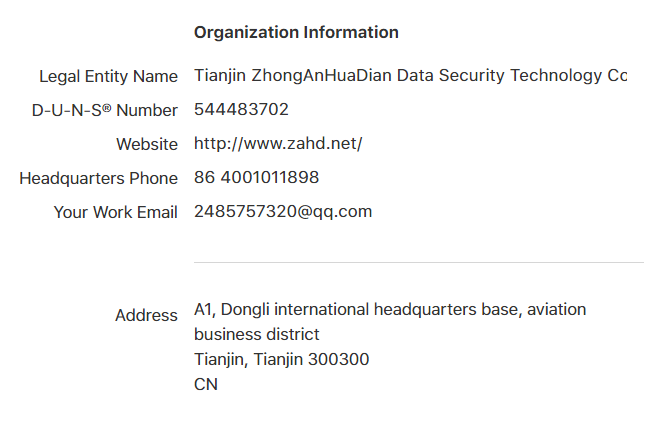 Organization Information
Legal Entity Name Tianjin ZhongAnHuaDian Data Security Technology Co
D-U-N-S® Number 544483702
Website http://www.zahd.net/
Headquarters Phone 86 4001011898
Your Work Email 2485757320@qq.com
Address A1, Dongli international headquarters base, aviation
business district
Tianjin, Tianjin 300300
CN